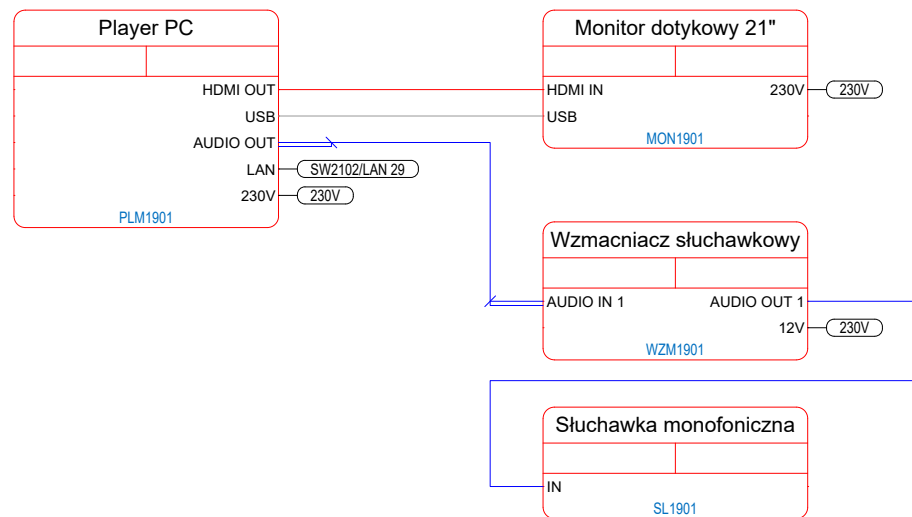 Player PC
HDMI OUT
USB
AUDIO OUT
LAN SW2102/LAN 29
230V 230V
PLM1901
Monitor dotykowy 21"
HDMI IN 230V 230V
USB
MON1901
Wzmacniacz słuchawkowy
AUDIO IN 1 AUDIO OUT 1
12V 230V
WZM1901
Słuchawka monofoniczna
IN
SL1901